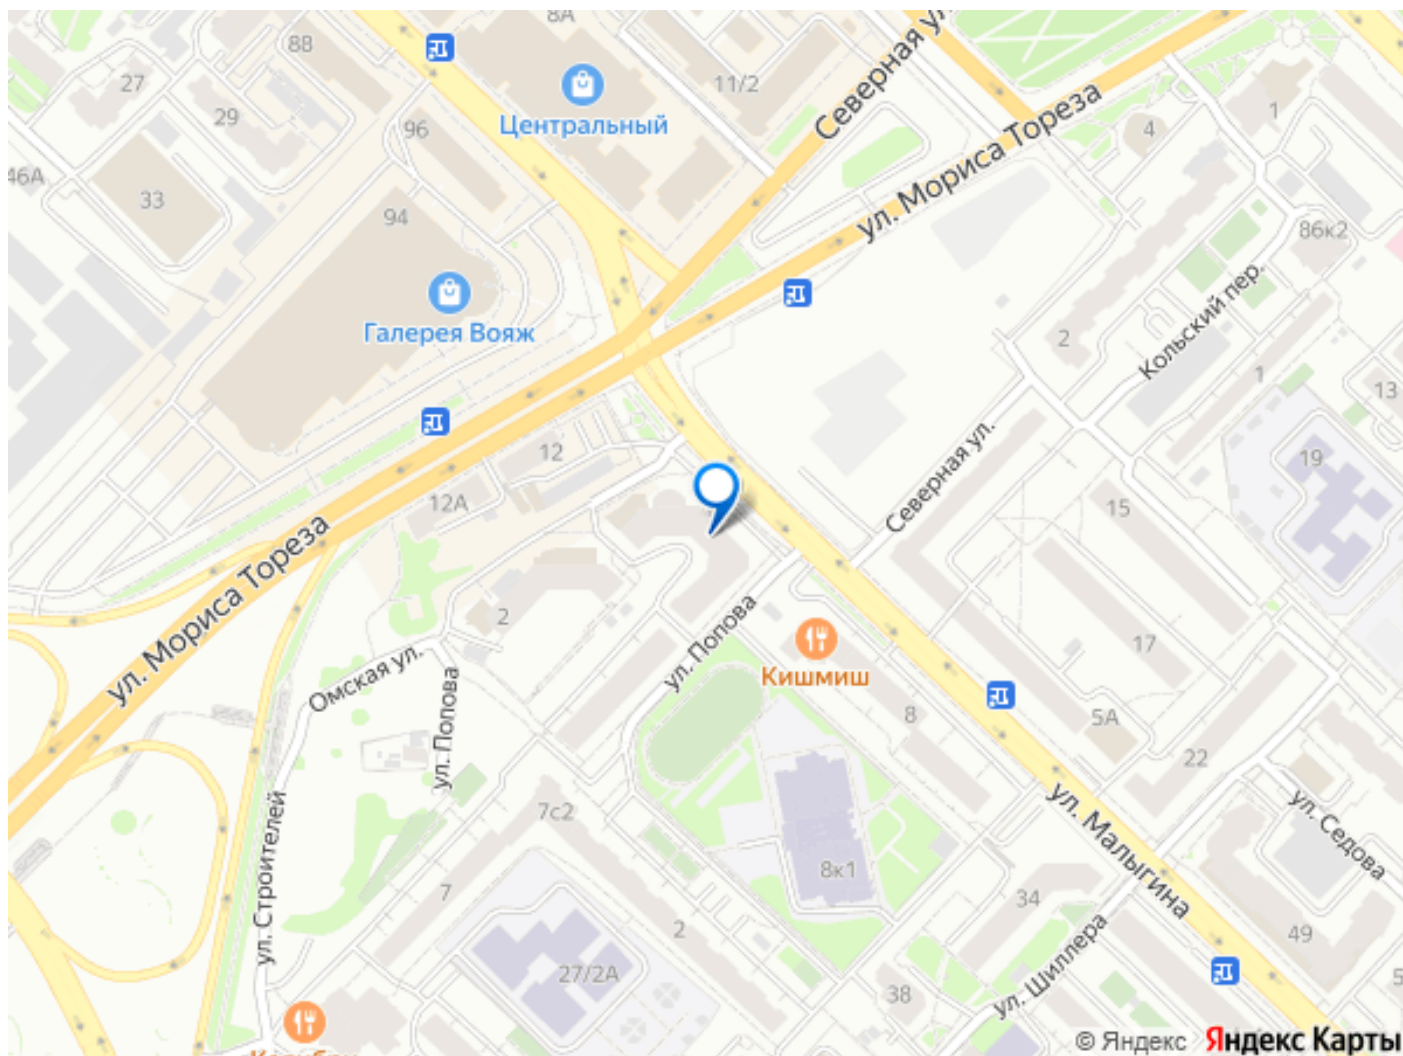 8А
88
Северная ул.
27
11/2
Центральный
29
96
1
4
ул. Мориса Тореза
46А
33
94
86к2
Галерея Вояж
Кольский пер.
2
1
13
12
Северная ул.
19
12А
15
ул. Мориса Тореза
2
ул. Попова
17
Кишмиш
Омская ул.
ул. Попова
8
5А
22
ул. Строителей
7с2
ул. Малыгина
ул. Седова
8к1
7
34
2
49
27/2А
ул. Шиллера
38
5
© Яндекс Яндекс Карты